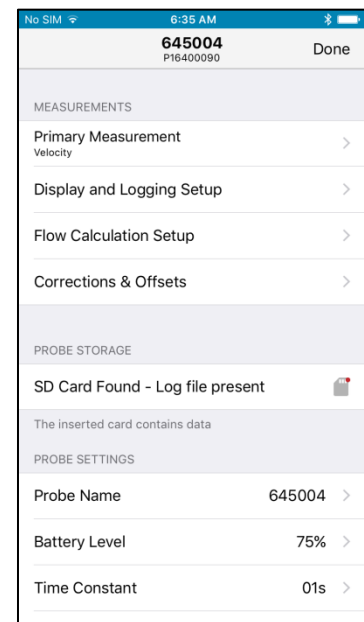 No SIM 6:35 AM
645004
P16400090
Done
MEASUREMENTS
Primary Measurement
Velocity
Display and Logging Setup
Flow Calculation Setup
Corrections & Offsets
PROBE STORAGE
SD Card Found - Log file present
The inserted card contains data
PROBE SETTINGS
Probe Name 645004
Battery Level 75%
Time Constant 01s